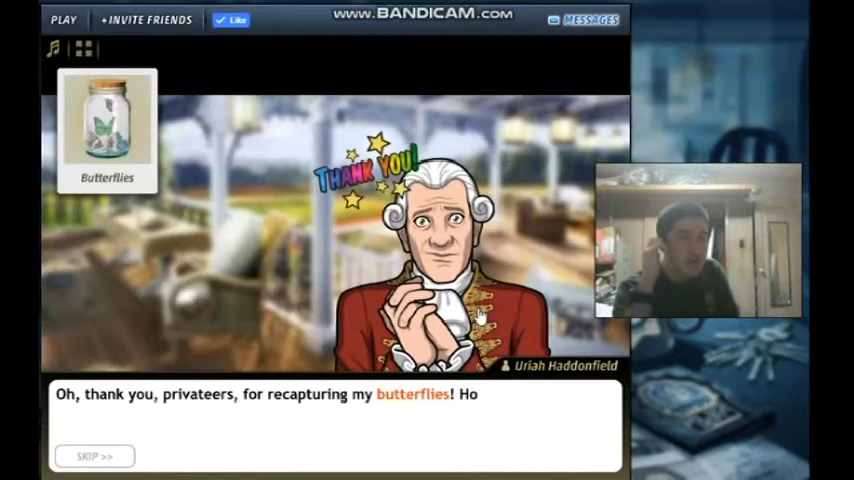 WWW.BANDICAM.COM
PLAY
+INVITE FRIENDS
Like
MESSAGES
Butterflies
THANK YOU!
Uriah Haddonfield
Oh, thank you, privateers, for recapturing my butterflies! Ho
SKIP >>